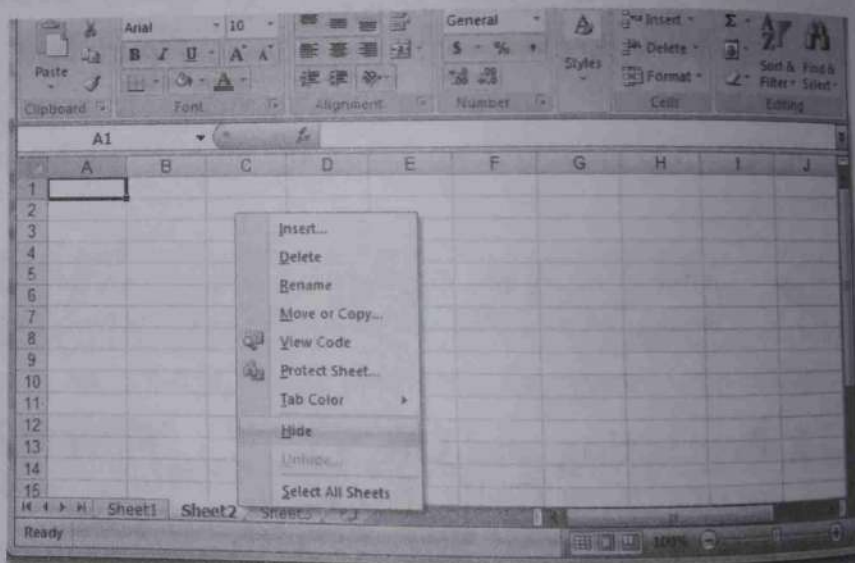 Arial 10 General Insert Σ A
B I U A A $ % , Styles Delete Z
Paste A Format Sort & Find &
Filter Select
Clipboard Font Alignment Number Cells Editing
A1 fx
A B C D E F G H I J
1
2
3 Insert...
4 Delete
5 Rename
6
7 Move or Copy...
8 View Code
9 Protect Sheet...
10
11 Tab Color
12 Hide
13
14 Unhide...
15 Select All Sheets
Sheet1 Sheet2 Sheet3
Ready 100%